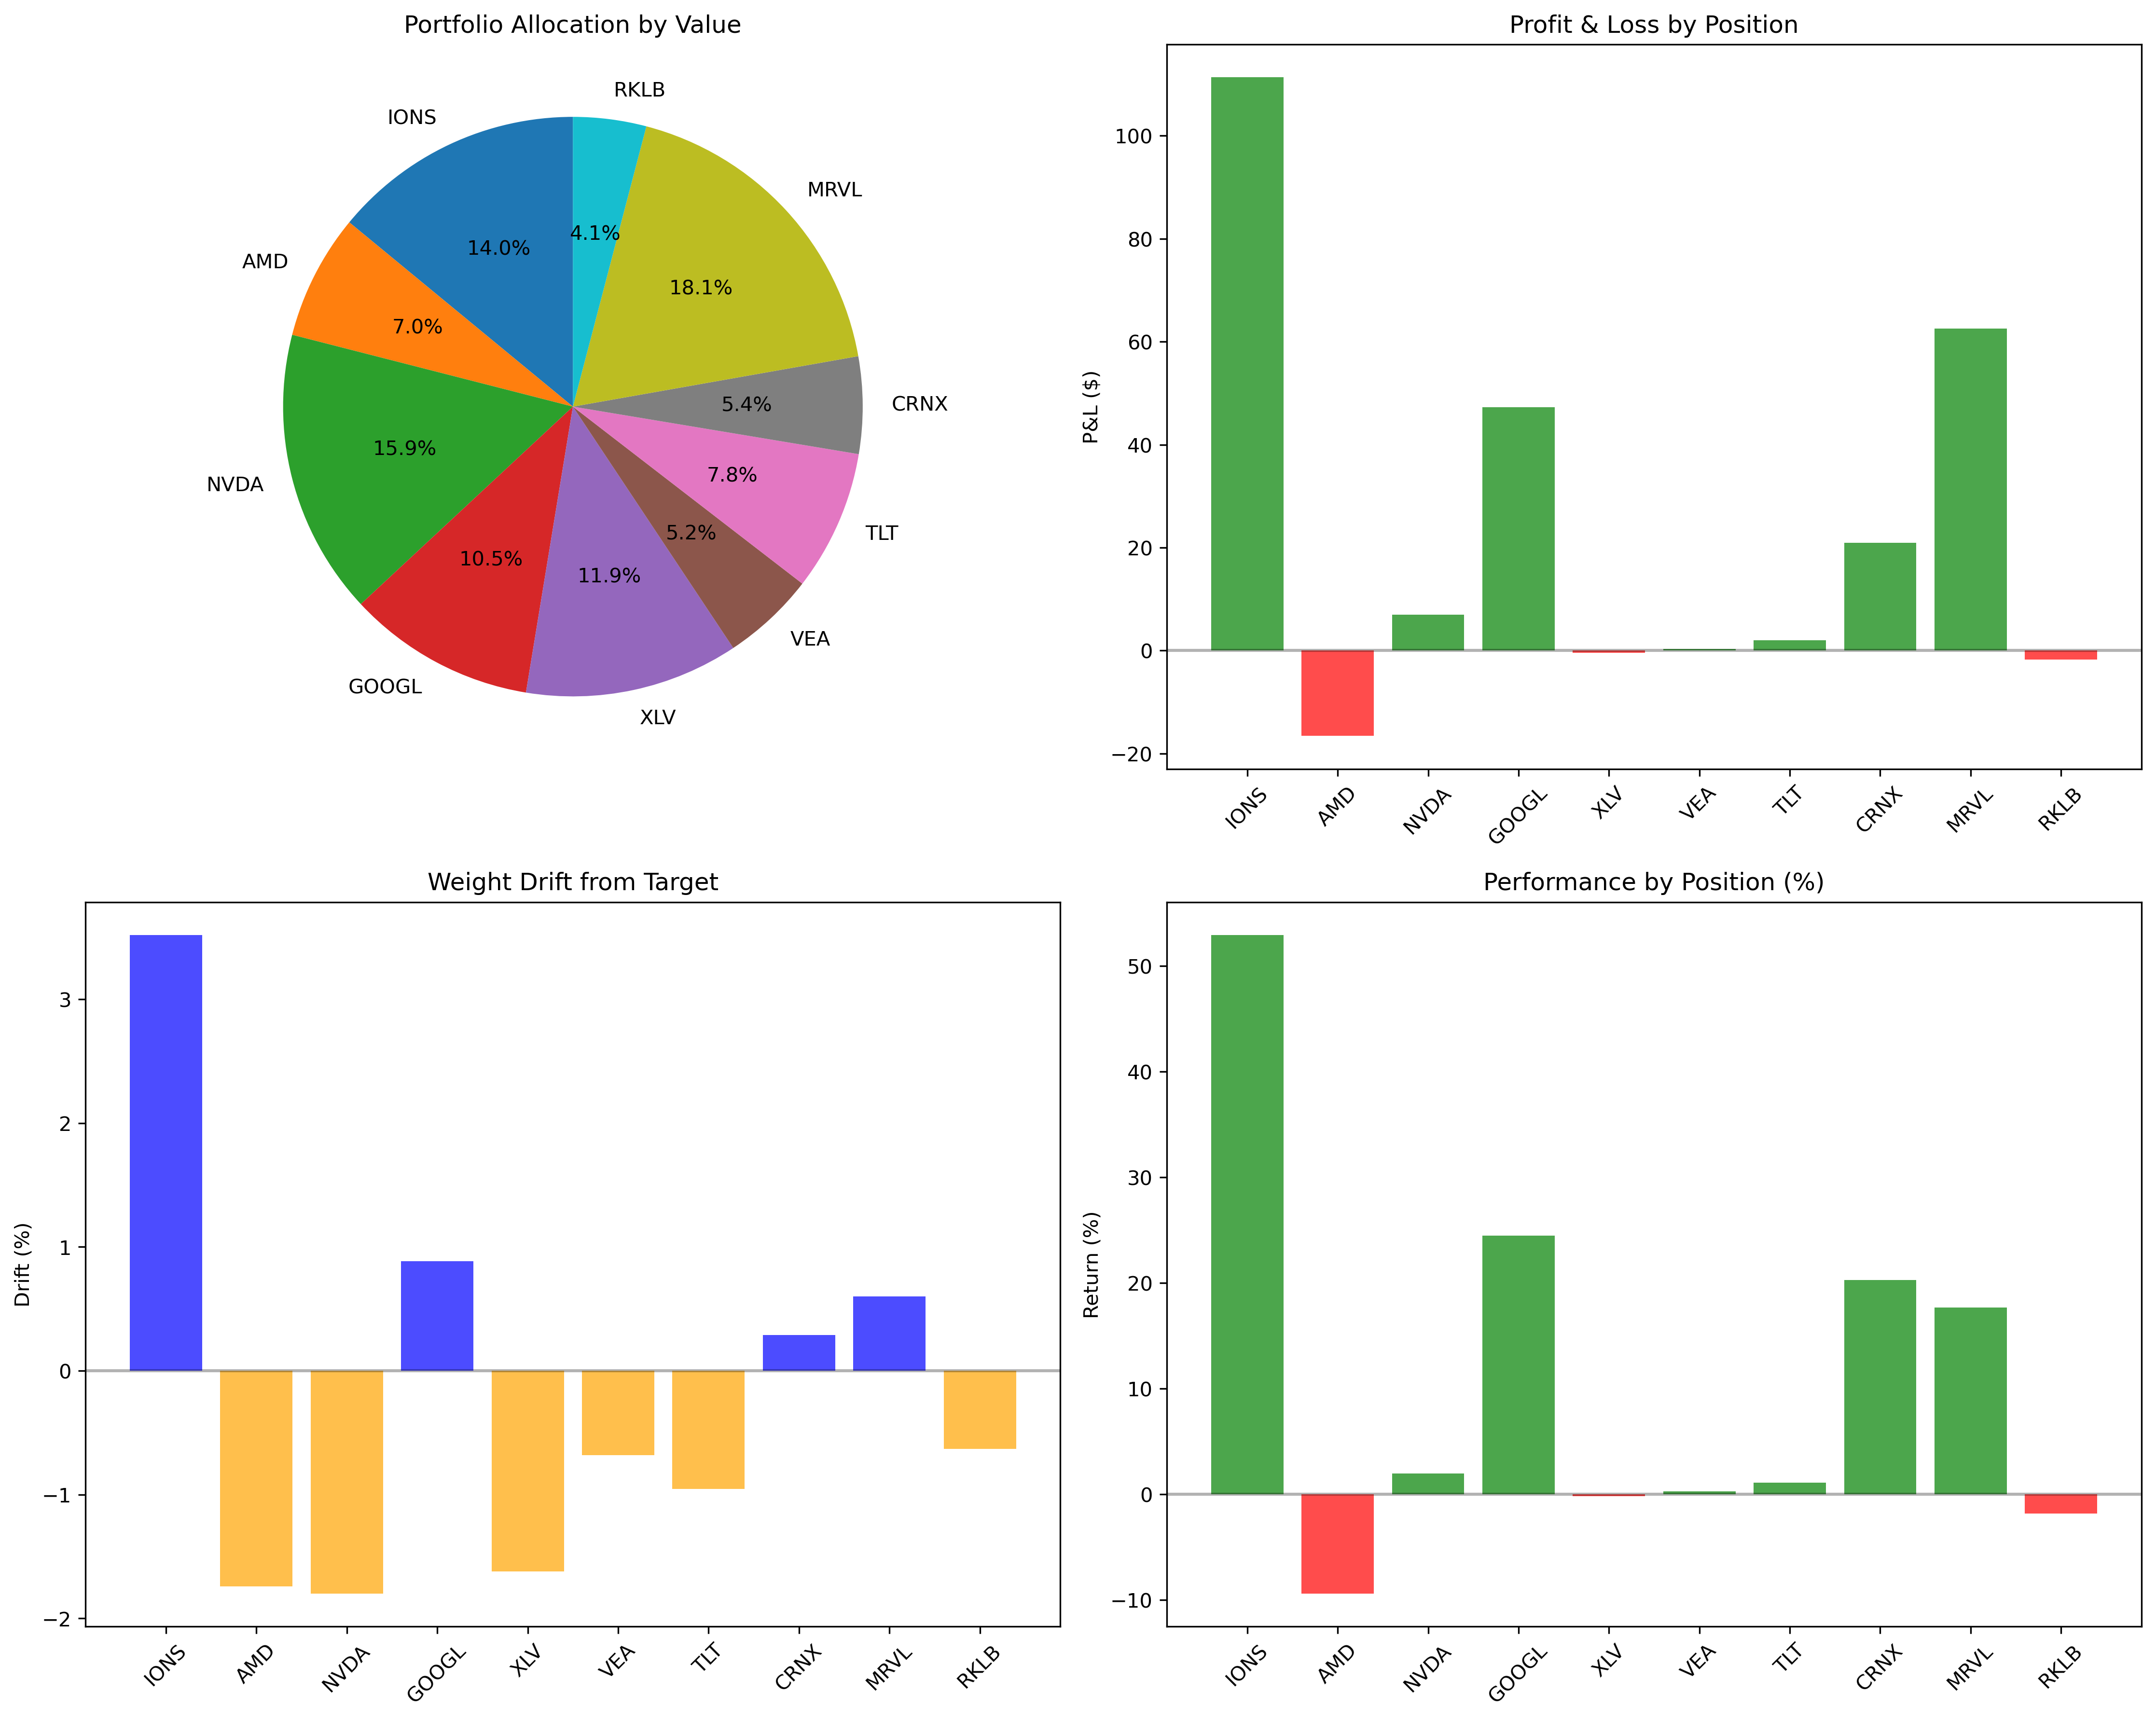 Portfolio Allocation by Value
RKLB
IONS
MRVL
AMD
CRNX
NVDA
TLT
VEA
GOOGL
XLV
4.1%
14.0%
18.1%
7.0%
5.4%
15.9%
7.8%
5.2%
10.5%
11.9%
Profit & Loss by Position
P&L ($)
100
80
60
40
20
0
−20
IONS
AMD
NVDA
GOOGL
XLV
VEA
TLT
CRNX
MRVL
RKLB
Weight Drift from Target
Drift (%)
3
2
1
0
−1
−2
IONS
AMD
NVDA
GOOGL
XLV
VEA
TLT
CRNX
MRVL
RKLB
Performance by Position (%)
Return (%)
50
40
30
20
10
0
−10
IONS
AMD
NVDA
GOOGL
XLV
VEA
TLT
CRNX
MRVL
RKLB